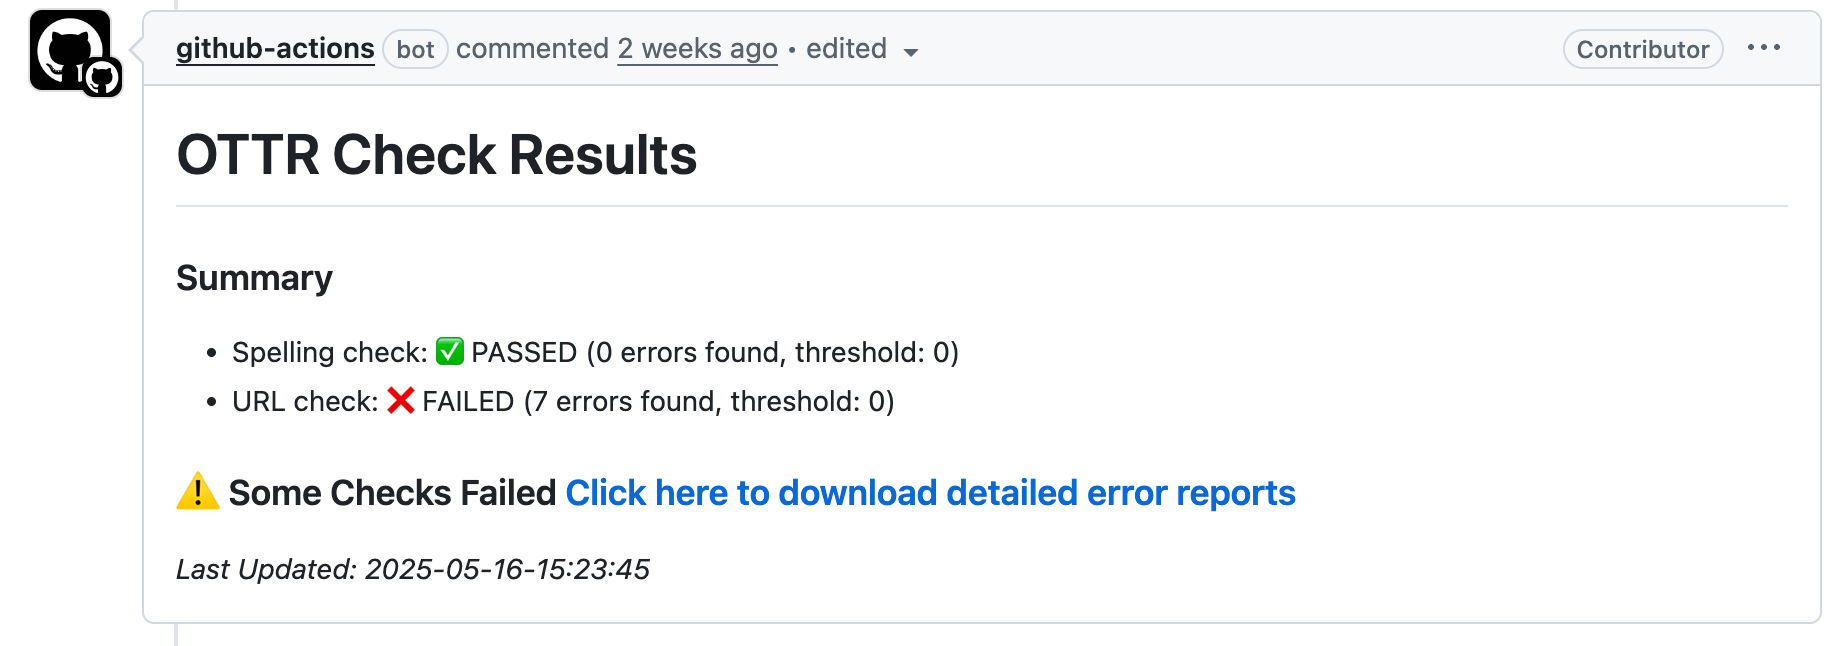 github-actions bot commented 2 weeks ago • edited Contributor
OTTR Check Results
Summary
• Spelling check: ✅ PASSED (0 errors found, threshold: 0)
• URL check: ❌ FAILED (7 errors found, threshold: 0)
⚠️ Some Checks Failed Click here to download detailed error reports
Last Updated: 2025-05-16-15:23:45